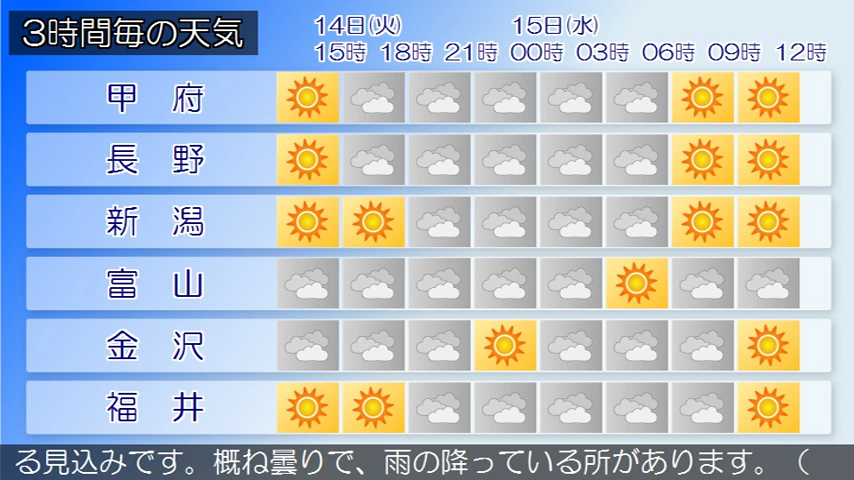 3時間毎の天気
14日(火) 15日(水)
15時 18時 21時 00時 03時 06時 09時 12時
甲府
長野
新潟
富山
金沢
福井
る見込みです。概ね曇りで、雨の降っている所があります。（